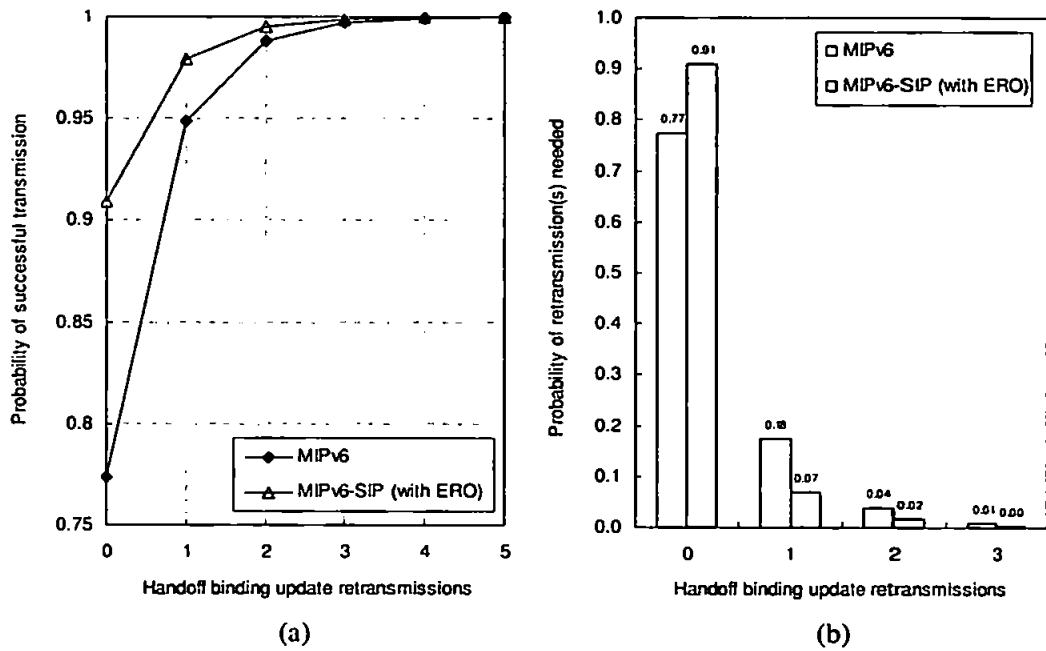 Probability of successful transmission
1
0.95
0.9
0.85
0.8
0.75
0 1 2 3 4 5
MIPv6
MIPv6-SIP (with ERO)
Handoff binding update retransmissions
(a)
Probability of retransmission(s) needed
1.0
0.9
0.8
0.7
0.6
0.5
0.4
0.3
0.2
0.1
0.0
MIPv6
MIPv6-SIP (with ERO)
0.77
0.91
0.18
0.07
0.04
0.02
0.01
0.00
0 1 2 3
Handoff binding update retransmissions
(b)